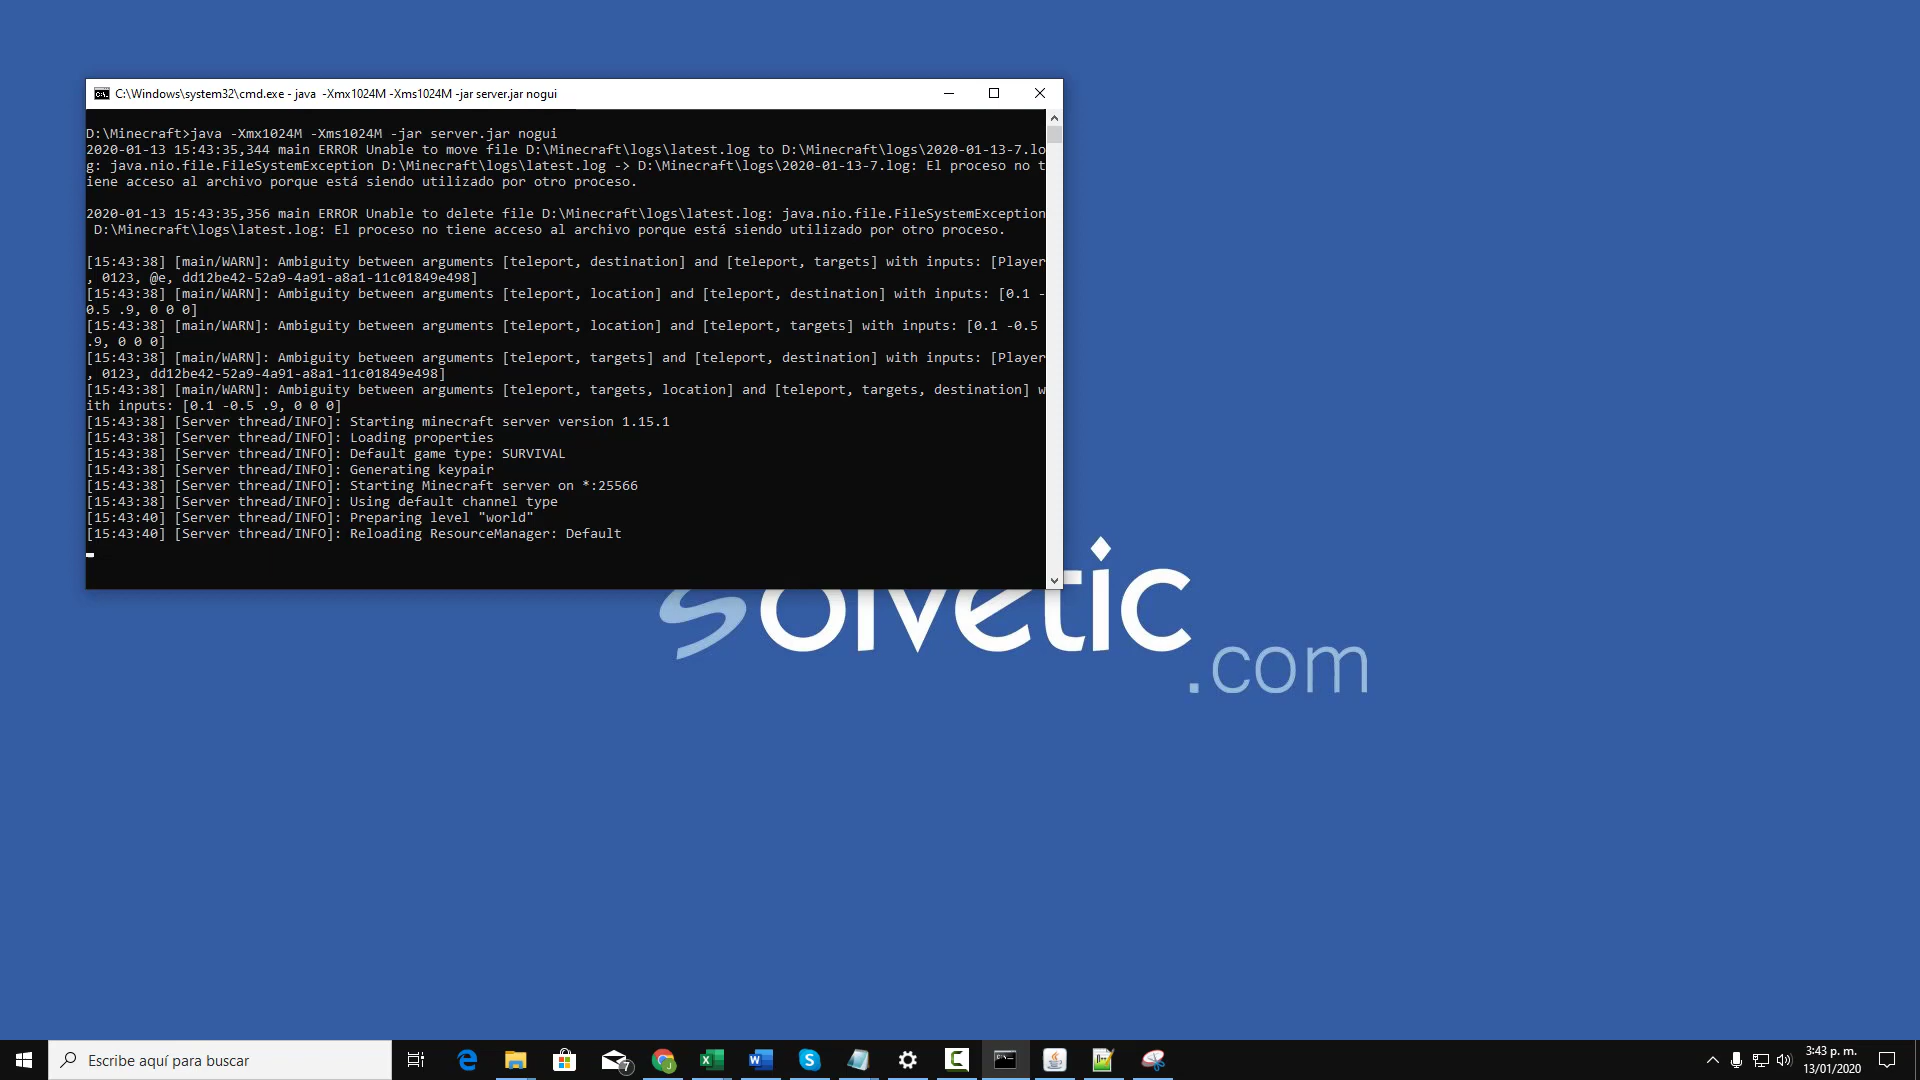 C:\Windows\system32\cmd.exe - java  -Xmx1024M -Xms1024M -jar server.jar nogui
D:\Minecraft>java -Xmx1024M -Xms1024M -jar server.jar nogui
2020-01-13 15:43:35,344 main ERROR Unable to move file D:\Minecraft\logs\latest.log to D:\Minecraft\logs\2020-01-13-7.lo
g: java.nio.file.FileSystemException D:\Minecraft\logs\latest.log -> D:\Minecraft\logs\2020-01-13-7.log: El proceso no t
iene acceso al archivo porque está siendo utilizado por otro proceso.
2020-01-13 15:43:35,356 main ERROR Unable to delete file D:\Minecraft\logs\latest.log: java.nio.file.FileSystemException
 D:\Minecraft\logs\latest.log: El proceso no tiene acceso al archivo porque está siendo utilizado por otro proceso.
[15:43:38] [main/WARN]: Ambiguity between arguments [teleport, destination] and [teleport, targets] with inputs: [Player
, 0123, @e, dd12be42-52a9-4a91-a8a1-11c01849e498]
[15:43:38] [main/WARN]: Ambiguity between arguments [teleport, location] and [teleport, destination] with inputs: [0.1 -
0.5 .9, 0 0 0]
[15:43:38] [main/WARN]: Ambiguity between arguments [teleport, location] and [teleport, targets] with inputs: [0.1 -0.5
.9, 0 0 0]
[15:43:38] [main/WARN]: Ambiguity between arguments [teleport, targets] and [teleport, destination] with inputs: [Player
, 0123, dd12be42-52a9-4a91-a8a1-11c01849e498]
[15:43:38] [main/WARN]: Ambiguity between arguments [teleport, targets, location] and [teleport, targets, destination] w
ith inputs: [0.1 -0.5 .9, 0 0 0]
[15:43:38] [Server thread/INFO]: Starting minecraft server version 1.15.1
[15:43:38] [Server thread/INFO]: Loading properties
[15:43:38] [Server thread/INFO]: Default game type: SURVIVAL
[15:43:38] [Server thread/INFO]: Generating keypair
[15:43:38] [Server thread/INFO]: Starting Minecraft server on *:25566
[15:43:38] [Server thread/INFO]: Using default channel type
[15:43:40] [Server thread/INFO]: Preparing level "world"
[15:43:40] [Server thread/INFO]: Reloading ResourceManager: Default
solvetic
.com
Escribe aquí para buscar
7
3:43 p. m.
13/01/2020